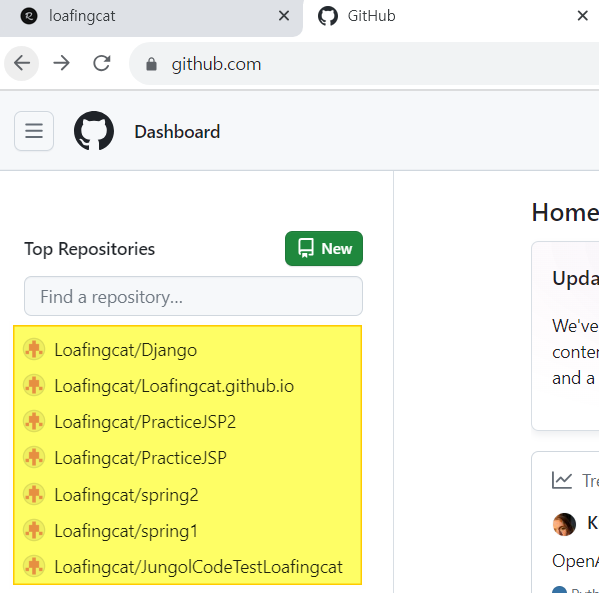 loafingcat
GitHub
github.com
Dashboard
Home
Top Repositories
New
Upda
Find a repository...
We've
conter
and a
Loafingcat/Django
Loafingcat/Loafingcat.github.io
Loafingcat/PracticeJSP2
Loafingcat/PracticeJSP
Loafingcat/spring2
Loafingcat/spring1
Loafingcat/JungolCodeTestLoafingcat
Tre
K
OpenA